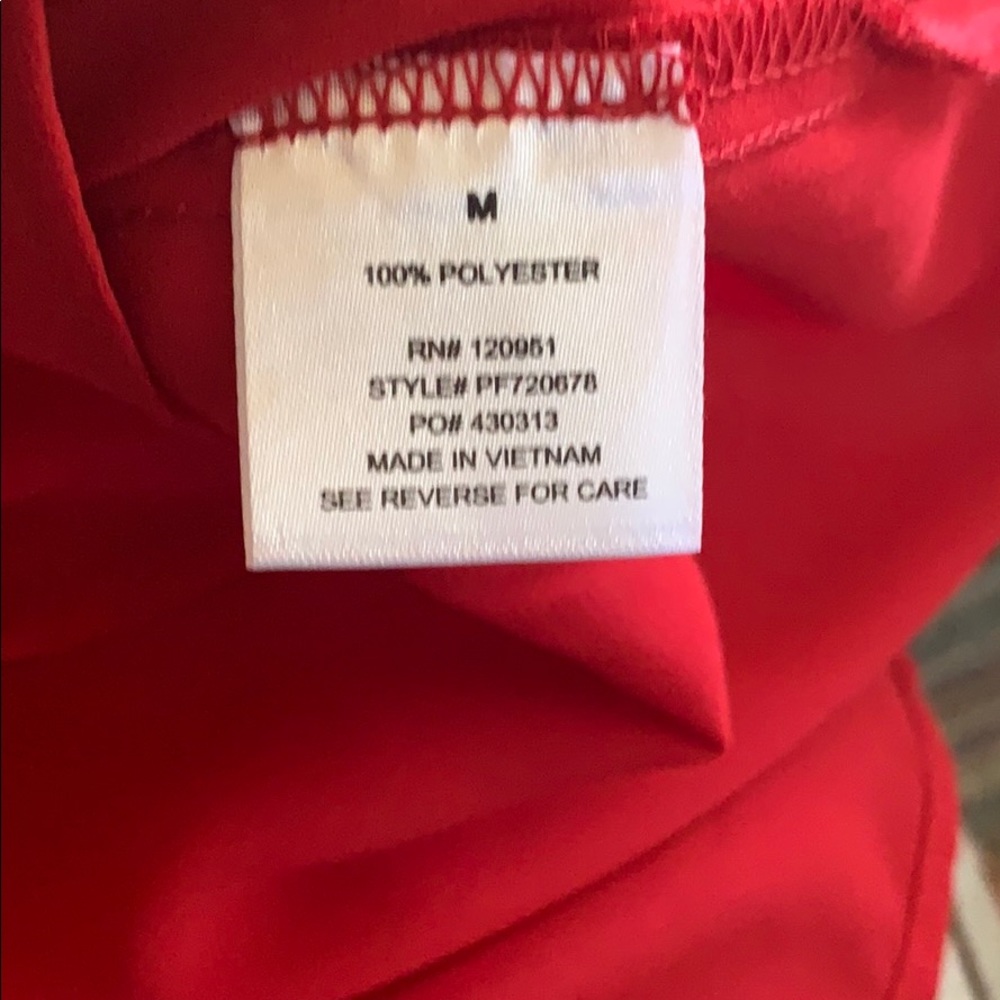 M
100% POLYESTER
RN# 120951
STYLE# PF720678
PO# 430313
MADE IN VIETNAM
SEE REVERSE FOR CARE